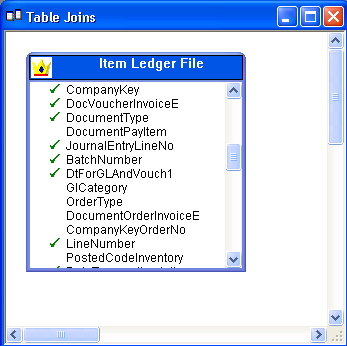 Table Joins
Item Ledger File
CompanyKey
DocVoucherInvoiceE
DocumentType
DocumentPayItem
JournalEntryLineNo
BatchNumber
DtForGLAndVouch1
GlCategory
OrderType
DocumentOrderInvoiceE
CompanyKeyOrderNo
LineNumber
PostedCodeInventory